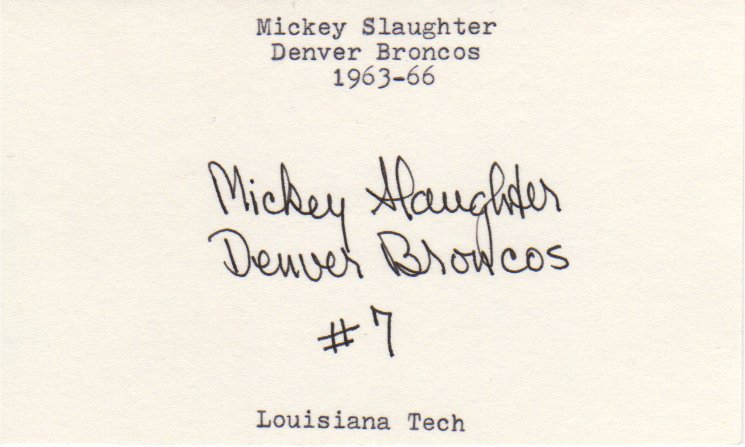 Mickey Slaughter
Denver Broncos
1963-66
Mickey Slaughter
Denver Broncos
#7
Louisiana Tech